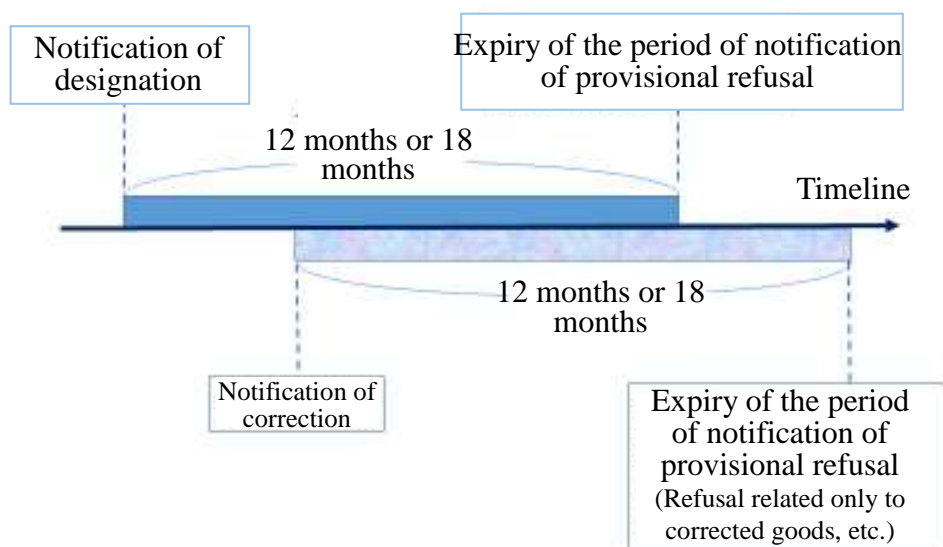 Notification of
designation
Expiry of the period of notification
of provisional refusal
12 months or 18
months
Timeline
12 months or 18
months
Notification of
correction
Expiry of the period
of notification of
provisional refusal
(Refusal related only to
corrected goods, etc.)